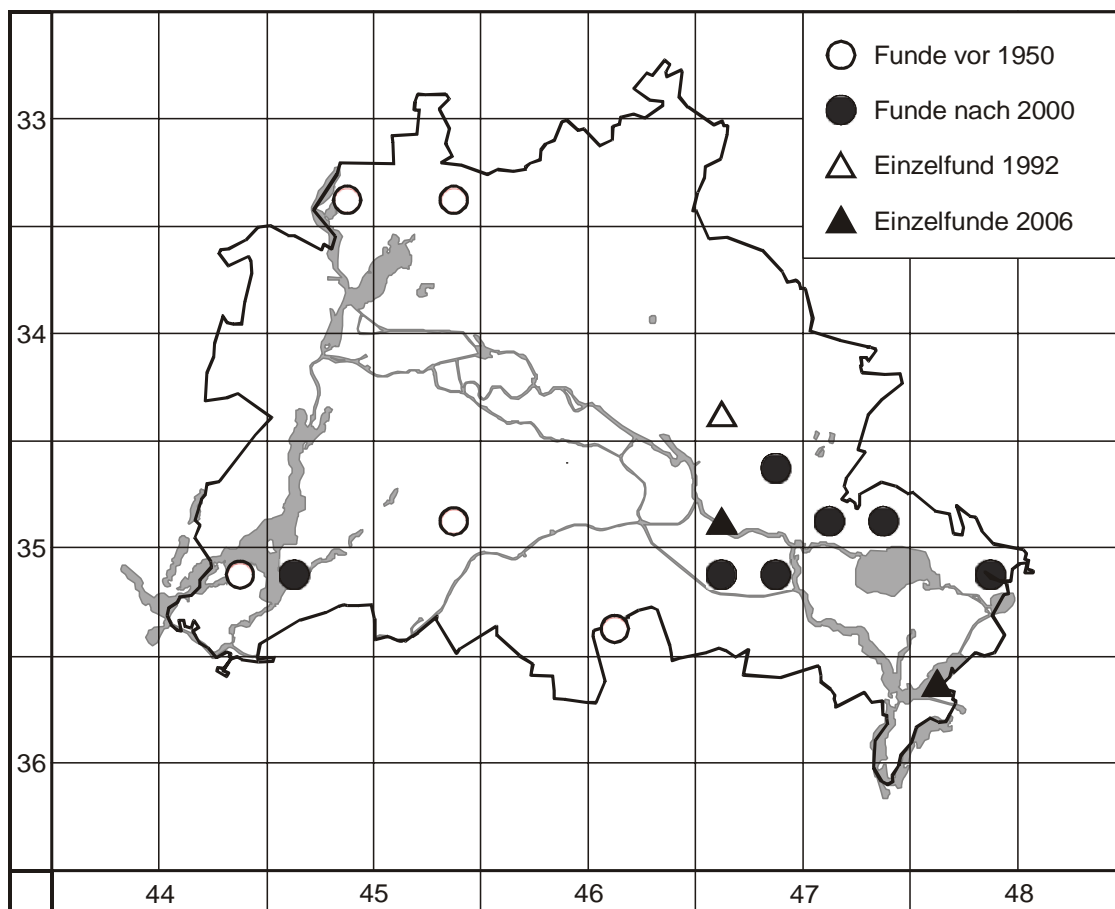 Funde vor 1950
Funde nach 2000
Einzelfund 1992
Einzelfunde 2006
33
34
35
36
44 45 46 47 48